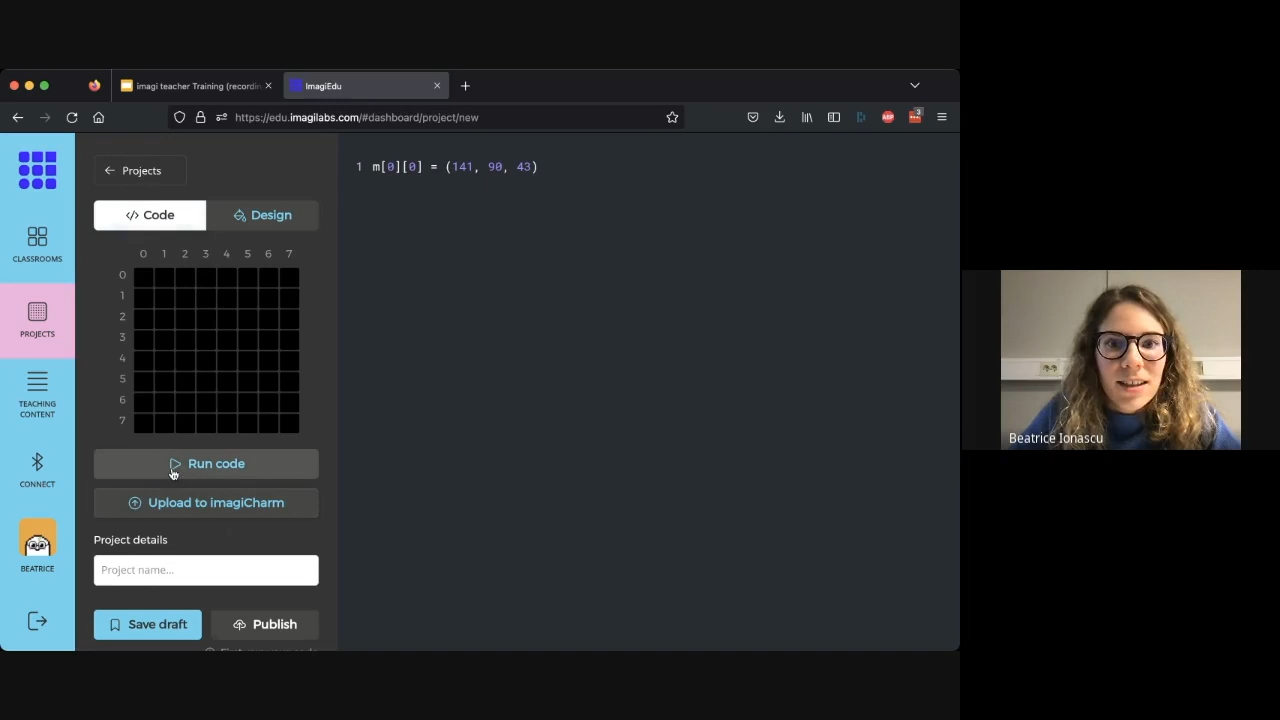 imagi teacher Training (recordin
ImagiEdu
https://edu.imagilabs.com/#dashboard/project/new
ABP
3
Projects
</> Code
Design
0 1 2 3 4 5 6 7
0
1
2
3
4
5
6
7
Run code
Upload to imagiCharm
Project details
Project name...
Save draft
Publish
CLASSROOMS
PROJECTS
TEACHING
CONTENT
CONNECT
BEATRICE
1 m[0][0] = (141, 90, 43)
Beatrice Ionascu